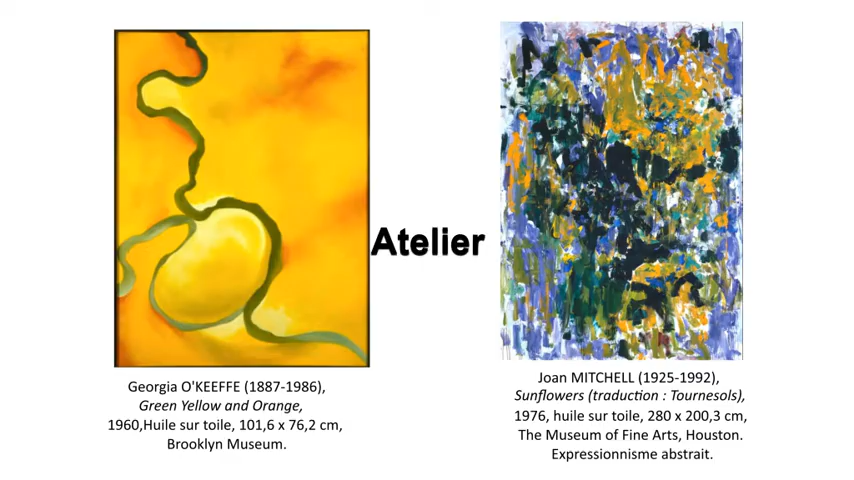 Atelier
Georgia O'KEEFFE (1887-1986),
Green Yellow and Orange,
1960,Huile sur toile, 101,6 x 76,2 cm,
Brooklyn Museum.
Joan MITCHELL (1925-1992),
Sunflowers (traduction : Tournesols),
1976, huile sur toile, 280 x 200,3 cm,
The Museum of Fine Arts, Houston.
Expressionnisme abstrait.